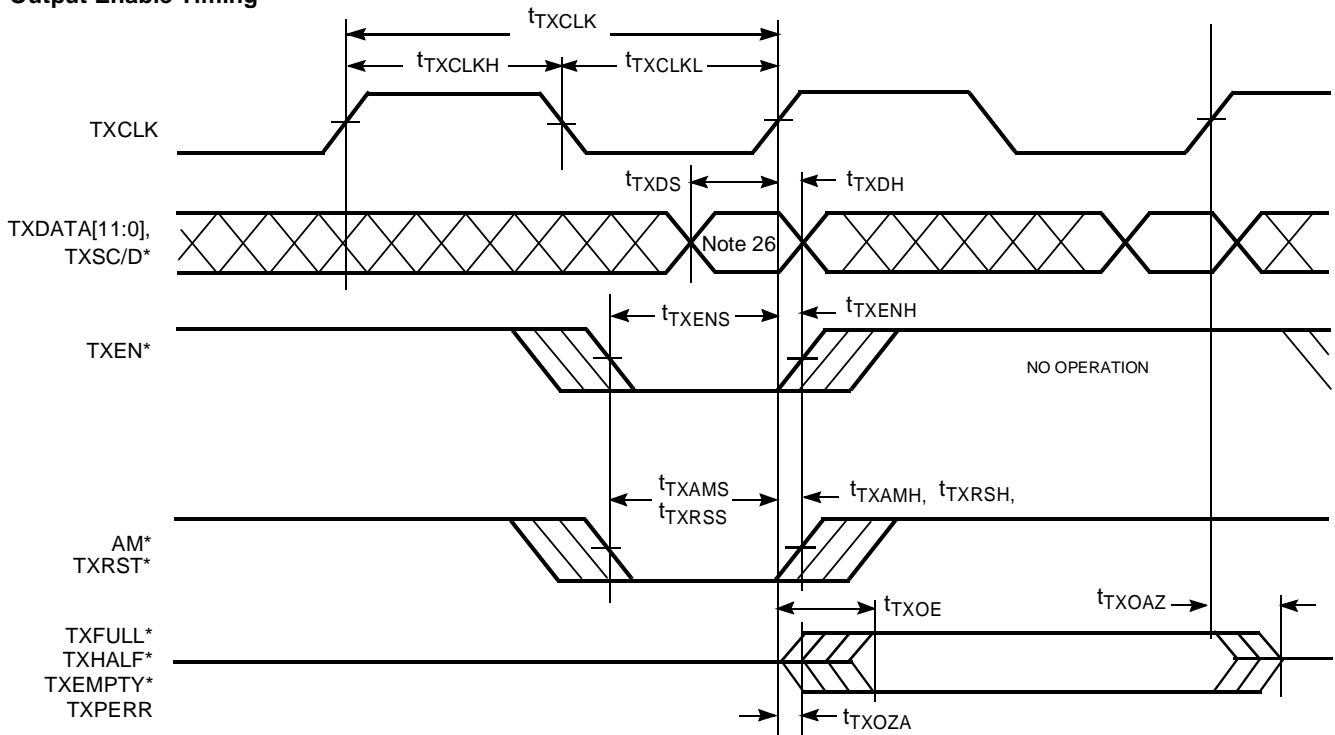 Output Enable Timing
tTXCLK
tTXCLKH
tTXCLKL
TXCLK
tTXDS
tTXDH
TXDATA[11:0],
TXSC/D*
Note 26
tTXENS
tTXENH
TXEN*
NO OPERATION
tTXAMS
tTXRSS
tTXAMH, tTXRSH,
AM*
TXRST*
tTXOE
tTXOAZ
TXFULL*
TXHALF*
TXEMPTY*
TXPERR
tTXOZA